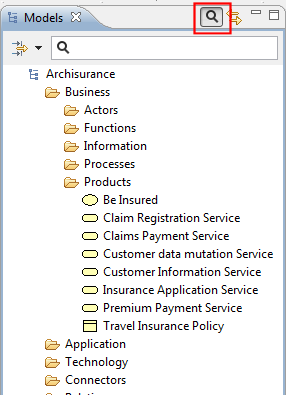 Models
Archisurance
Business
Actors
Functions
Information
Processes
Products
Be Insured
Claim Registration Service
Claims Payment Service
Customer data mutation Service
Customer Information Service
Insurance Application Service
Premium Payment Service
Travel Insurance Policy
Application
Technology
Connectors